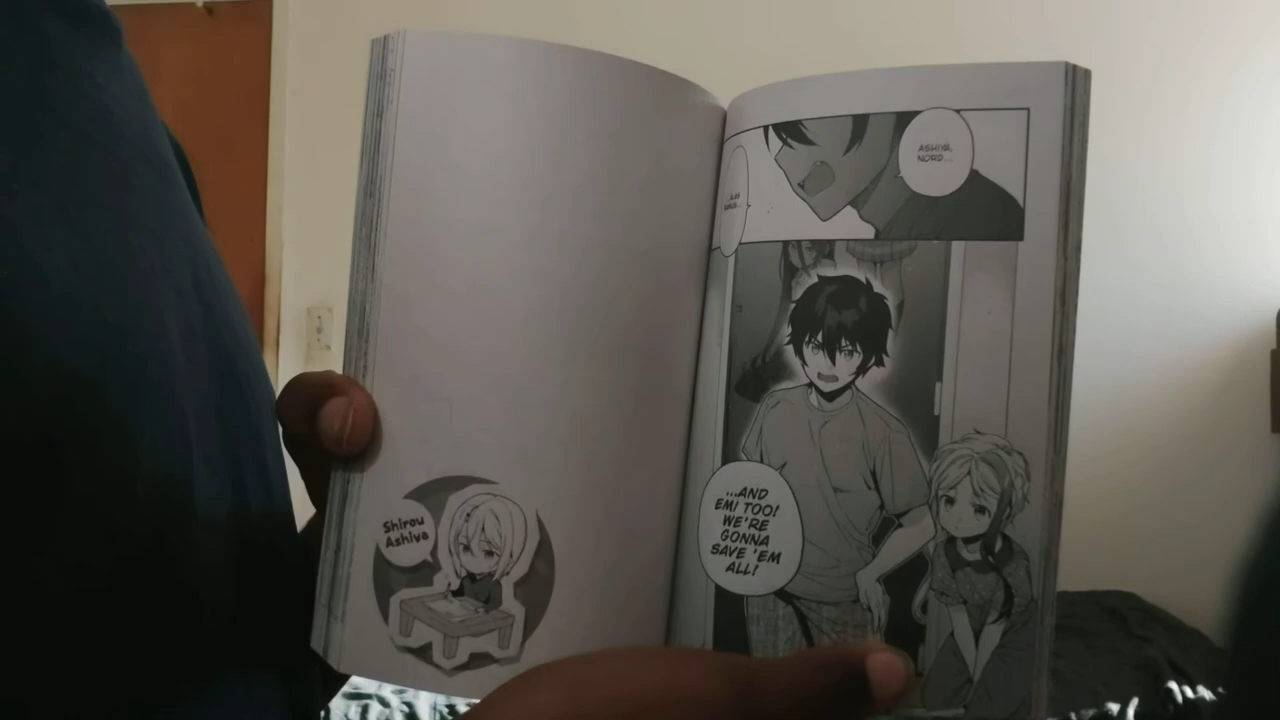 Shirou
Ashiya
ASHIYA,
NORD...
...AND
EMI TOO!
WE'RE
GONNA
SAVE 'EM
ALL!